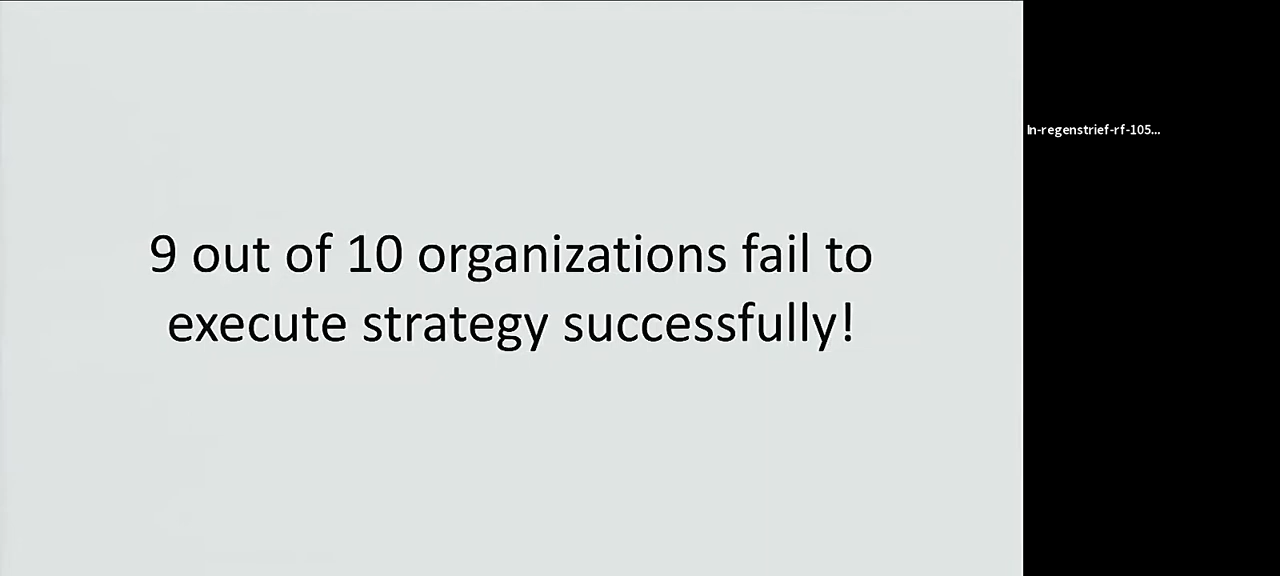 9 out of 10 organizations fail to
execute strategy successfully!
In-regenstrief-rf-105...